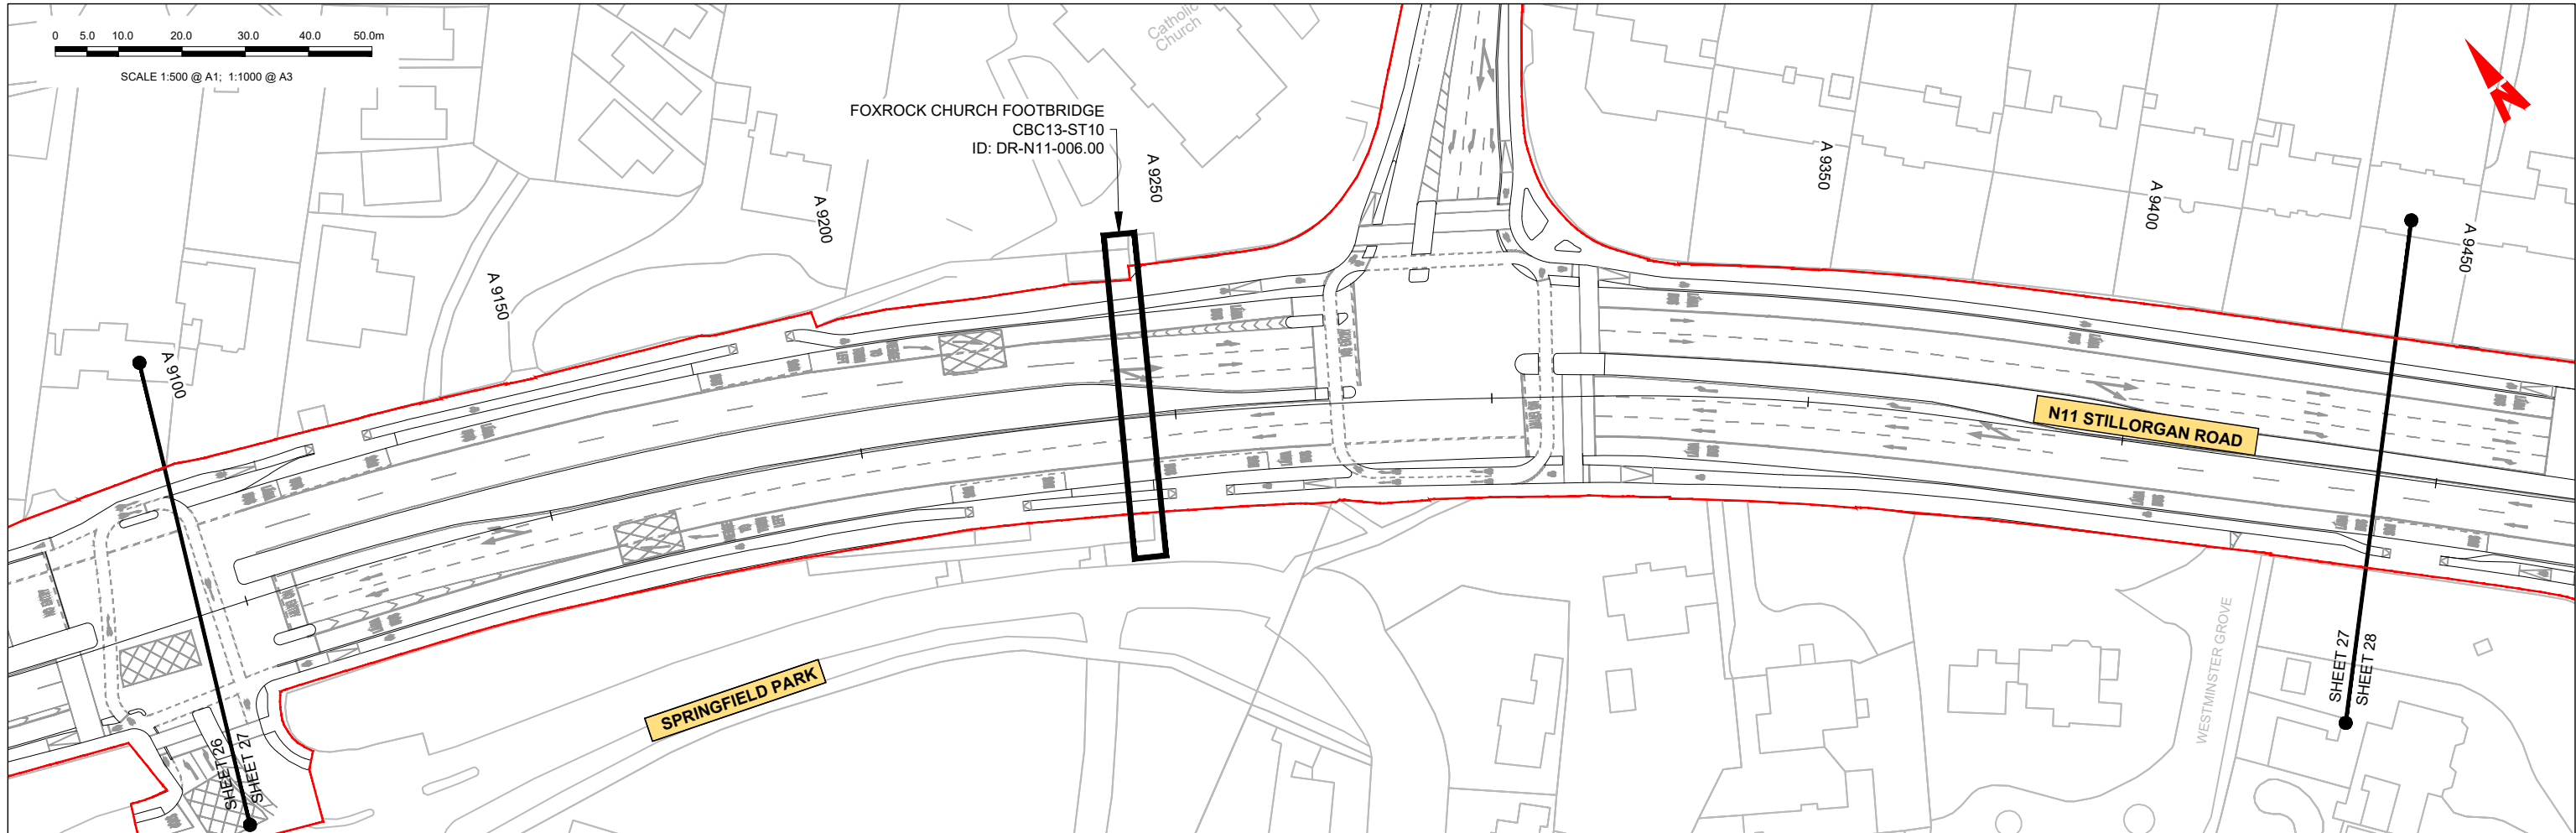 0 5.0 10.0 20.0 30.0 40.0 50.0m
SCALE 1:500 @ A1; 1:1000 @ A3
Catholic
Church
FOXROCK CHURCH FOOTBRIDGE
CBC13-ST10
ID: DR-N11-006.00
A 9100
A 9150
A 9200
A 9250
A 9350
A 9400
A 9450
N11 STILLORGAN ROAD
SPRINGFIELD PARK
WESTMINSTER GROVE
SHEET 26
SHEET 27
SHEET 27
SHEET 28
N